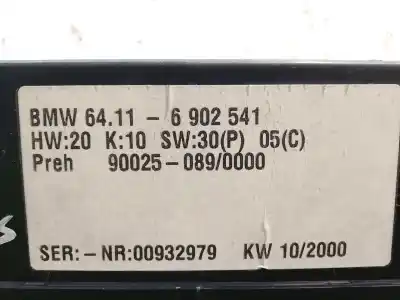 BMW 64.11 - 6 902 541
HW:20 K:10 SW:30(P) 05(C)
Preh 90025-089/0000
SER:-NR:00932979 KW 10/2000